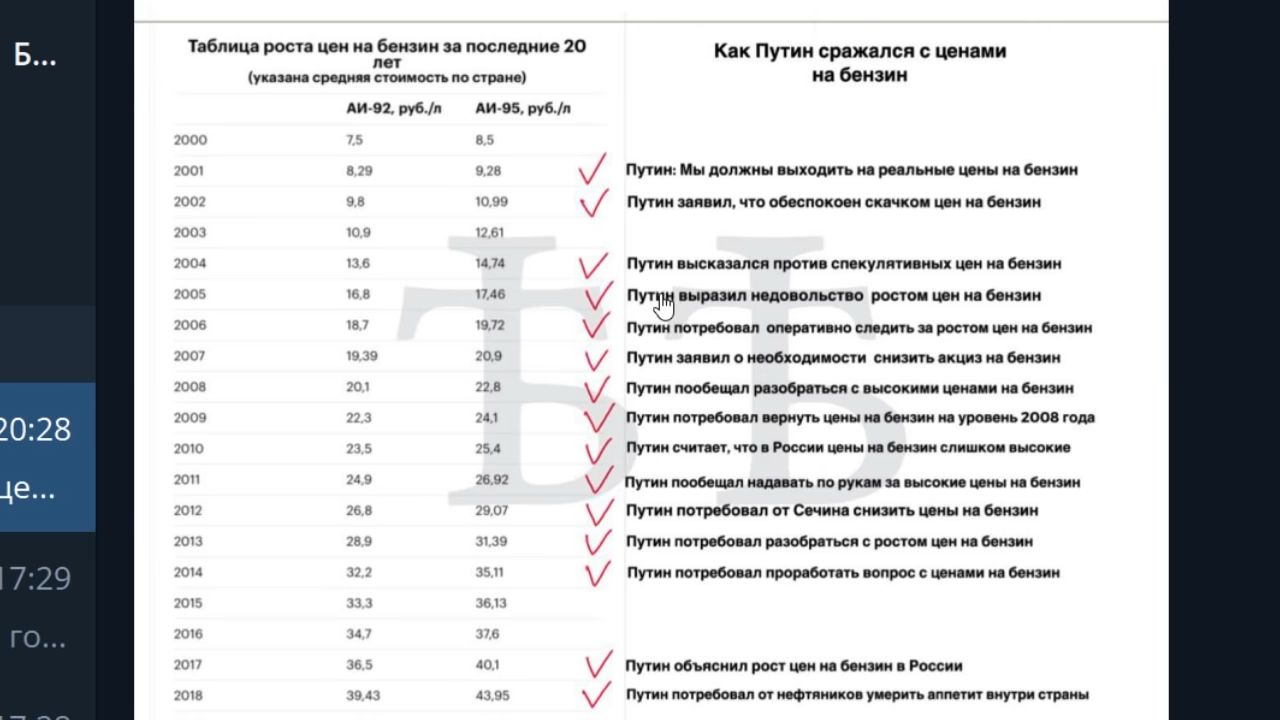 Б...
20:28
це...
17:29
го...
Таблица роста цен на бензин за последние 20
лет
(указана средняя стоимость по стране)
Как Путин сражался с ценами
на бензин
АИ-92, руб./л АИ-95, руб./л
2000 7,5 8,5
2001 8,29 9,28 Путин: Мы должны выходить на реальные цены на бензин
2002 9,8 10,99 Путин заявил, что обеспокоен скачком цен на бензин
2003 10,9 12,61
2004 13,6 14,74 Путин высказался против спекулятивных цен на бензин
2005 16,8 17,46 Путин выразил недовольство ростом цен на бензин
2006 18,7 19,72 Путин потребовал оперативно следить за ростом цен на бензин
2007 19,39 20,9 Путин заявил о необходимости снизить акциз на бензин
2008 20,1 22,8 Путин пообещал разобраться с высокими ценами на бензин
2009 22,3 24,1 Путин потребовал вернуть цены на бензин на уровень 2008 года
2010 23,5 25,4 Путин считает, что в России цены на бензин слишком высокие
2011 24,9 26,92 Путин пообещал надавать по рукам за высокие цены на бензин
2012 26,8 29,07 Путин потребовал от Сечина снизить цены на бензин
2013 28,9 31,39 Путин потребовал разобраться с ростом цен на бензин
2014 32,2 35,11 Путин потребовал проработать вопрос с ценами на бензин
2015 33,3 36,13
2016 34,7 37,6
2017 36,5 40,1 Путин объяснил рост цен на бензин в России
2018 39,43 43,95 Путин потребовал от нефтяников умерить аппетит внутри страны
ЪЪ